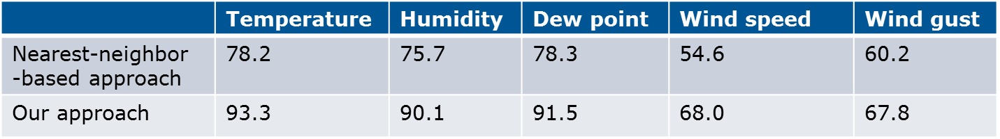 Temperature Humidity Dew point Wind speed Wind gust
Nearest-neighbor 78.2 75.7 78.3 54.6 60.2
-based approach
Our approach 93.3 90.1 91.5 68.0 67.8